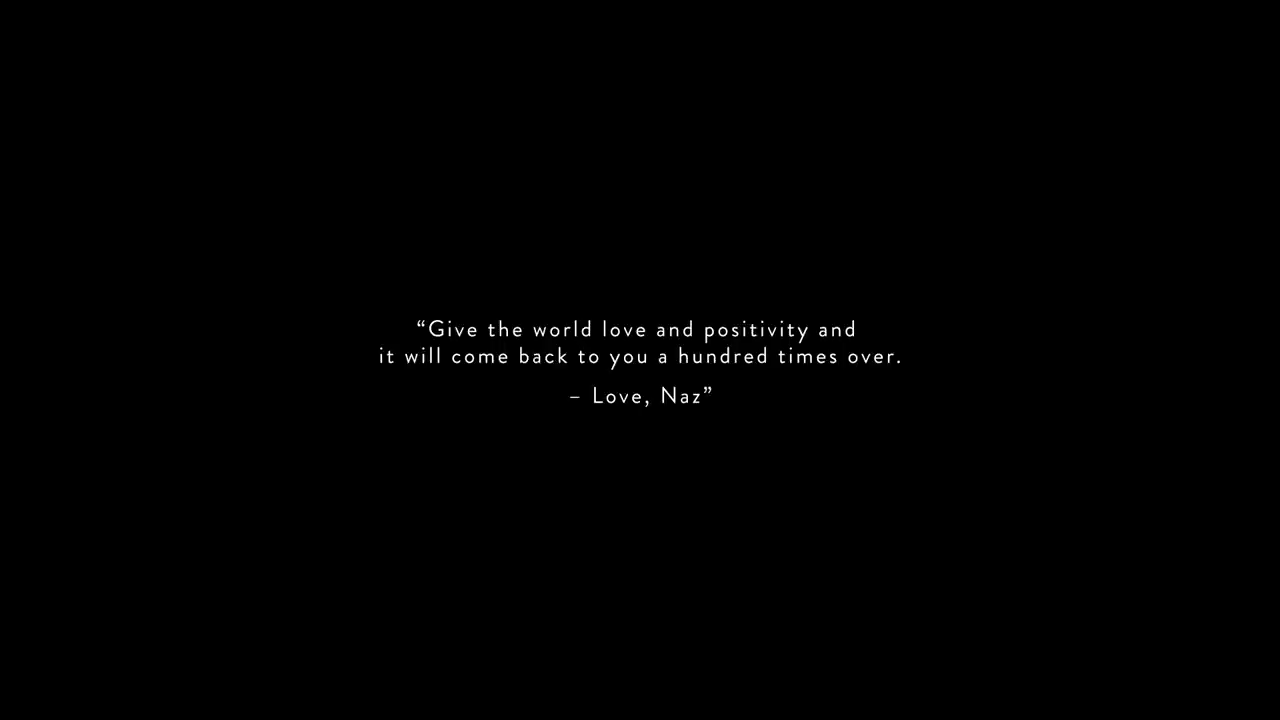 “Give the world love and positivity and
it will come back to you a hundred times over.
– Love, Naz”